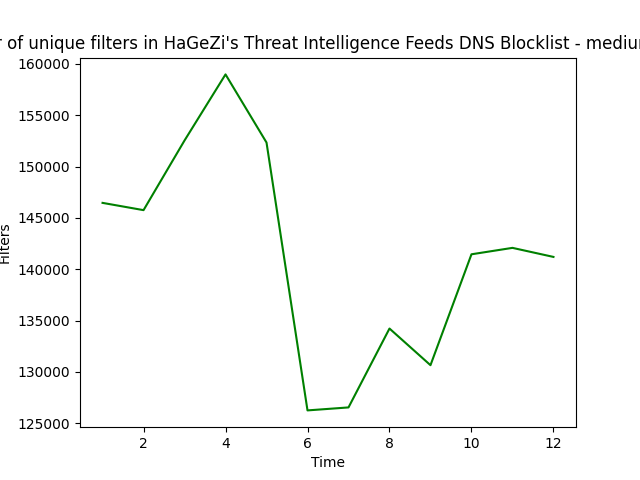 r of unique filters in HaGeZi's Threat Intelligence Feeds DNS Blocklist - mediu
160000
155000
150000
145000
140000
135000
130000
125000
Filters
2 4 6 8 10 12
Time